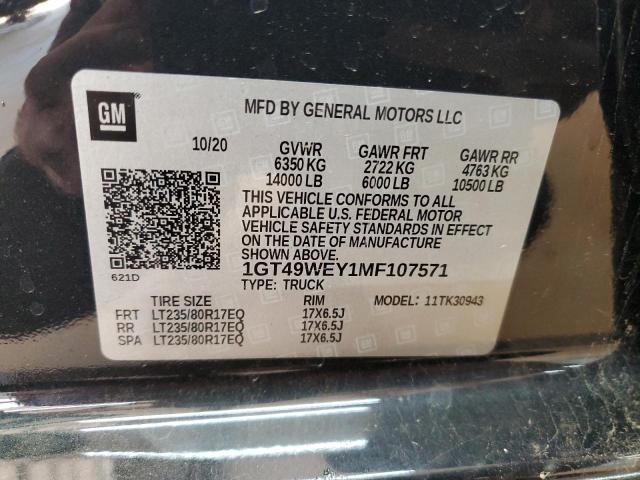 GM
MFD BY GENERAL MOTORS LLC
10/20 GVWR GAWR FRT GAWR RR
6350 KG 2722 KG 4763 KG
14000 LB 6000 LB 10500 LB
THIS VEHICLE CONFORMS TO ALL
APPLICABLE U.S. FEDERAL MOTOR
VEHICLE SAFETY STANDARDS IN
EFFECT ON THE DATE OF MANUFACTURE
SHOWN ABOVE.
1GT49WEY1MF107571
621D
TYPE: TRUCK
TIRE SIZE RIM MODEL: 11TK30943
FRT LT235/80R17EQ 17X6.5J
RR LT235/80R17EQ 17X6.5J
SPA LT235/80R17EQ 17X6.5J